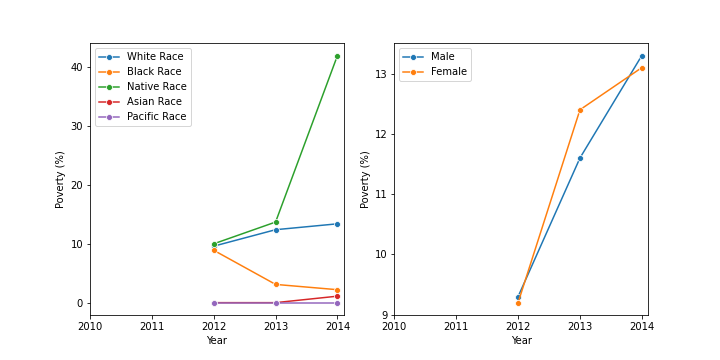 White Race
Black Race
Native Race
Asian Race
Pacific Race
40
30
20
10
0
Poverty (%)
2010 2011 2012 2013 2014
Year
Male
Female
13
12
11
10
9
Poverty (%)
2010 2011 2012 2013 2014
Year